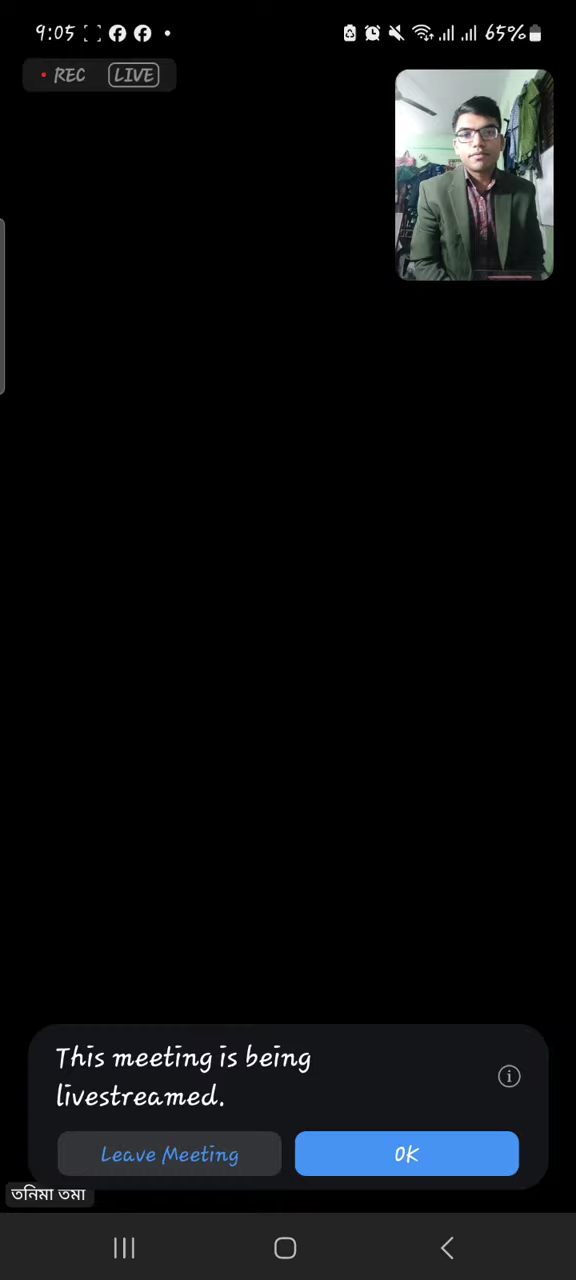 9:05
65%
REC LIVE
This meeting is being
livestreamed.
Leave Meeting
OK
তনিমা তমা